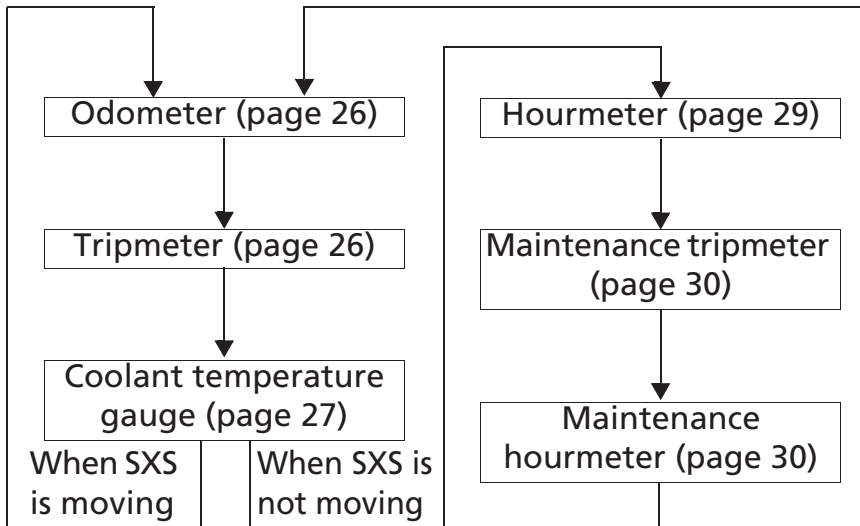 Odometer (page 26)
Tripmeter (page 26)
Coolant temperature
gauge (page 27)
When SXS
is moving
When SXS is
not moving
Hourmeter (page 29)
Maintenance tripmeter
(page 30)
Maintenance
hourmeter (page 30)